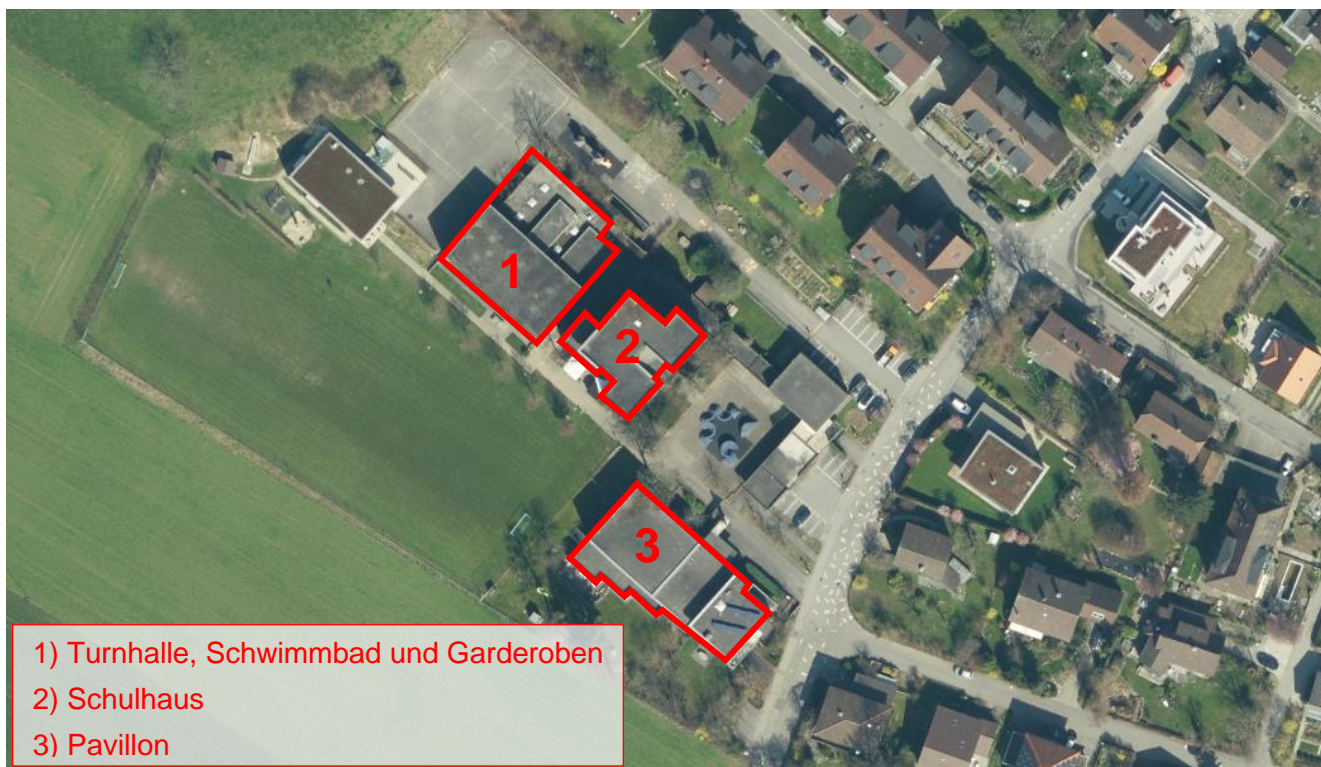 1
2
3
1) Turnhalle, Schwimmbad und Garderoben
2) Schulhaus
3) Pavillon